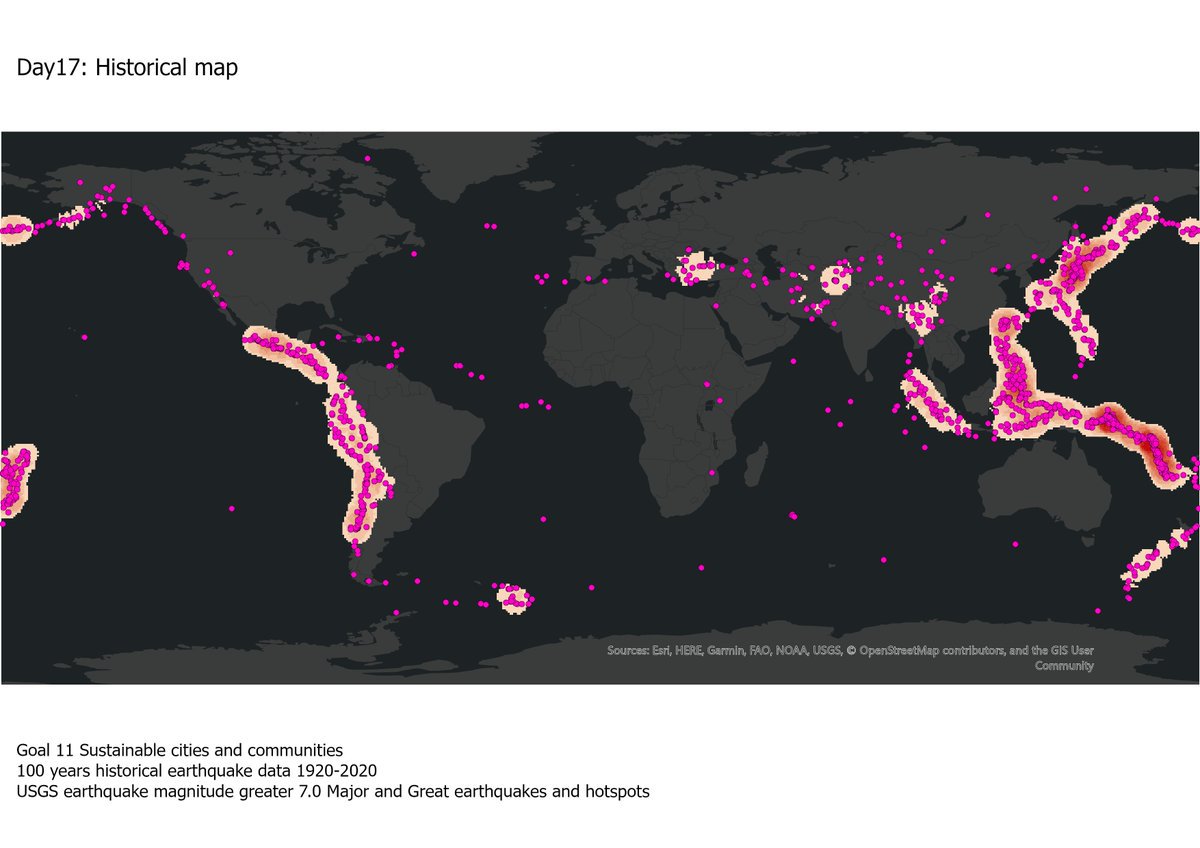 Day17: Historical map
Sources: Esri, HERE, Garmin, FAO, NOAA, USGS, © OpenStreetMap contributors, and the GIS User
Community
Goal 11 Sustainable cities and communities
100 years historical earthquake data 1920-2020
USGS earthquake magnitude greater 7.0 Major and Great earthquakes and hotspots